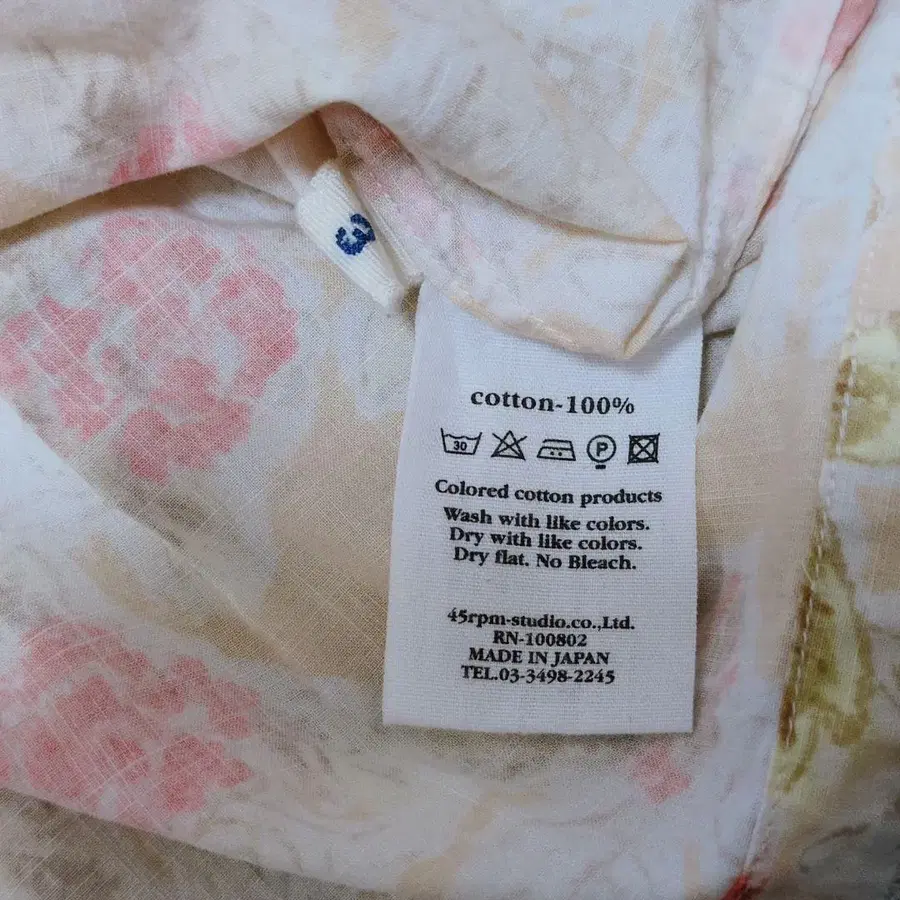 3
cotton-100%
30 P
Colored cotton products
Wash with like colors.
Dry with like colors.
Dry flat. No Bleach.
45rpm-studio.co.,Ltd.
RN-100802
MADE IN JAPAN
TEL.03-3498-2245